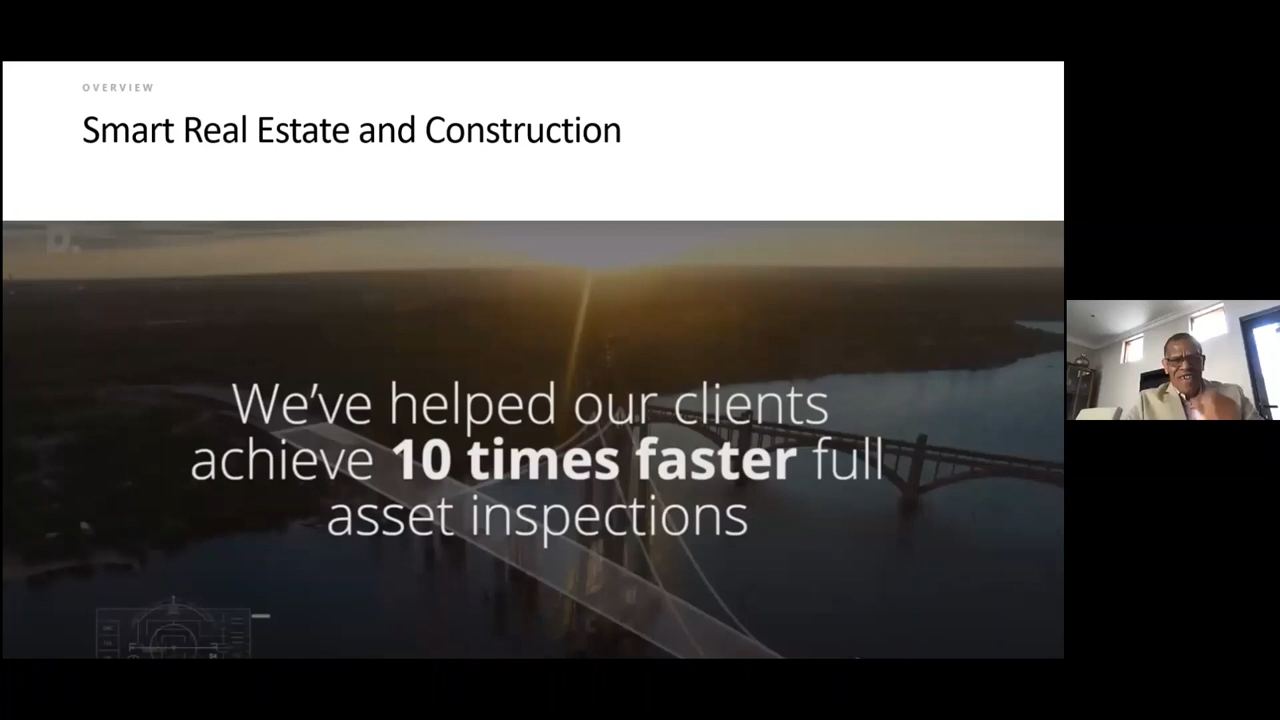 OVERVIEW
Smart Real Estate and Construction
D.
We've helped our clients
achieve 10 times faster full
asset inspections